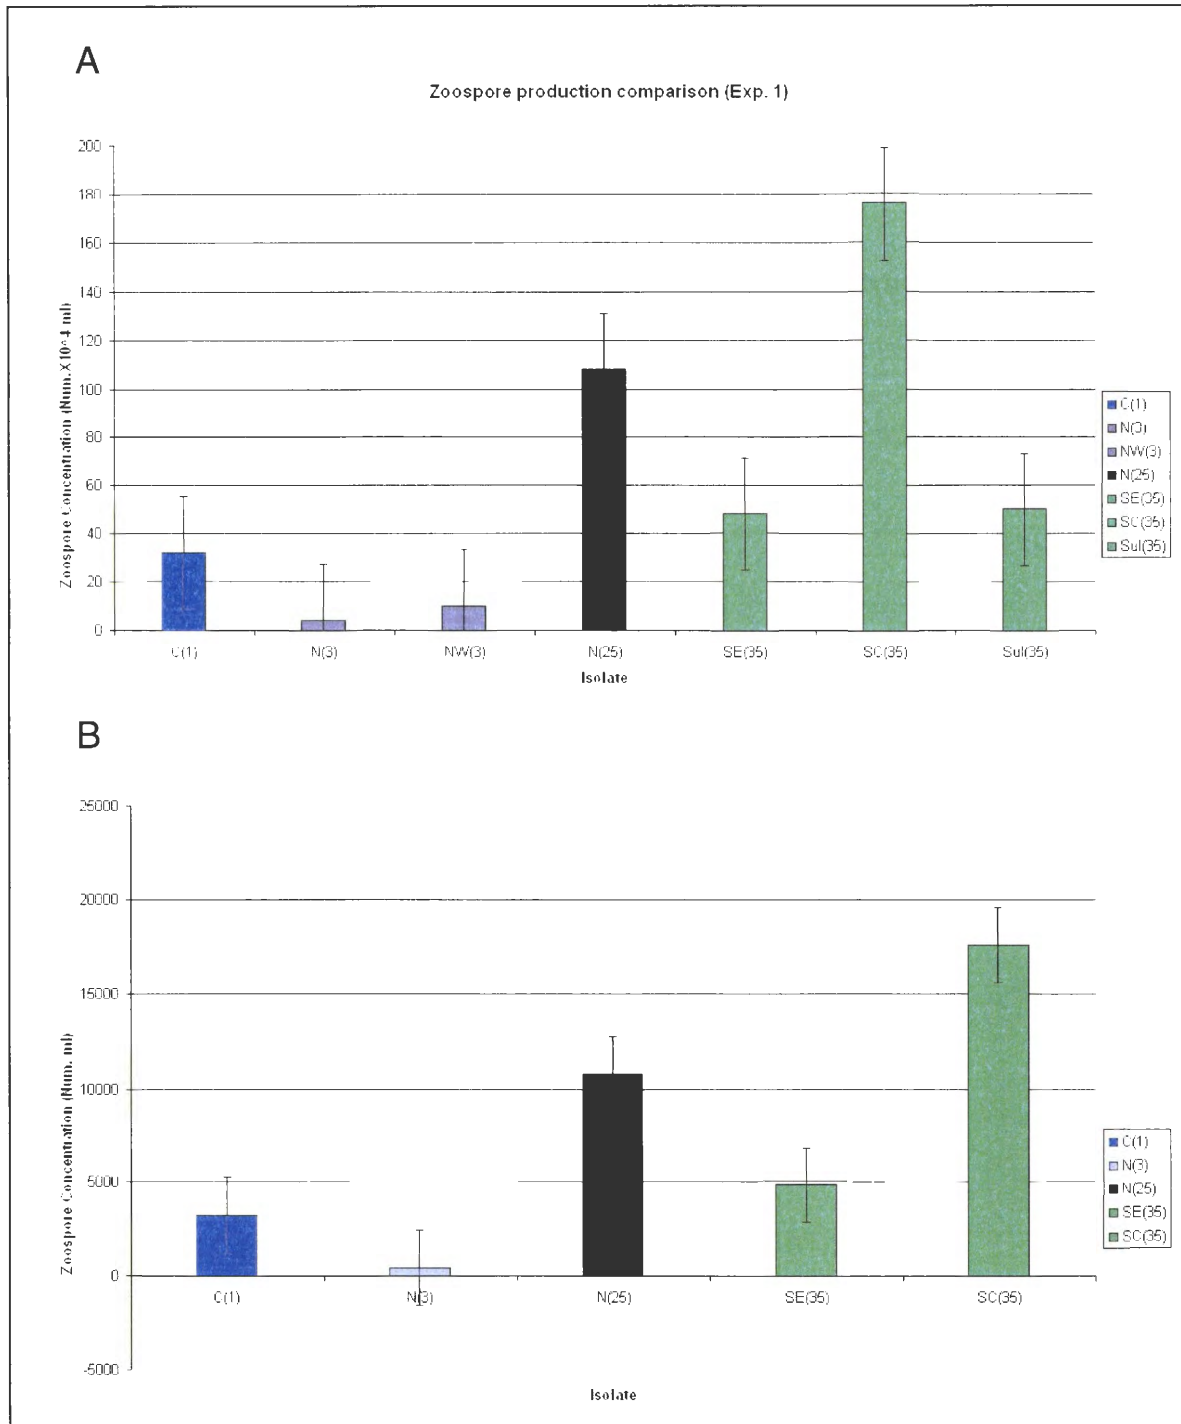 A
Zoospore production comparison (Exp. 1)
Zoospore Concentration (Num.X10^4 ml)
200
180
160
140
120
100
80
60
40
20
0
C(1) N(3) NW(3) N(25) SE(35) SC(35) Sul(35)
Isolate
C(1)
N(3)
NW(3)
N(25)
SE(35)
SC(35)
Sul(35)
B
Zoospore Concentration (Num. ml)
25000
20000
15000
10000
5000
0
-5000
C(1) N(3) N(25) SE(35) SC(35)
Isolate
C(1)
N(3)
N(25)
SE(35)
SC(35)